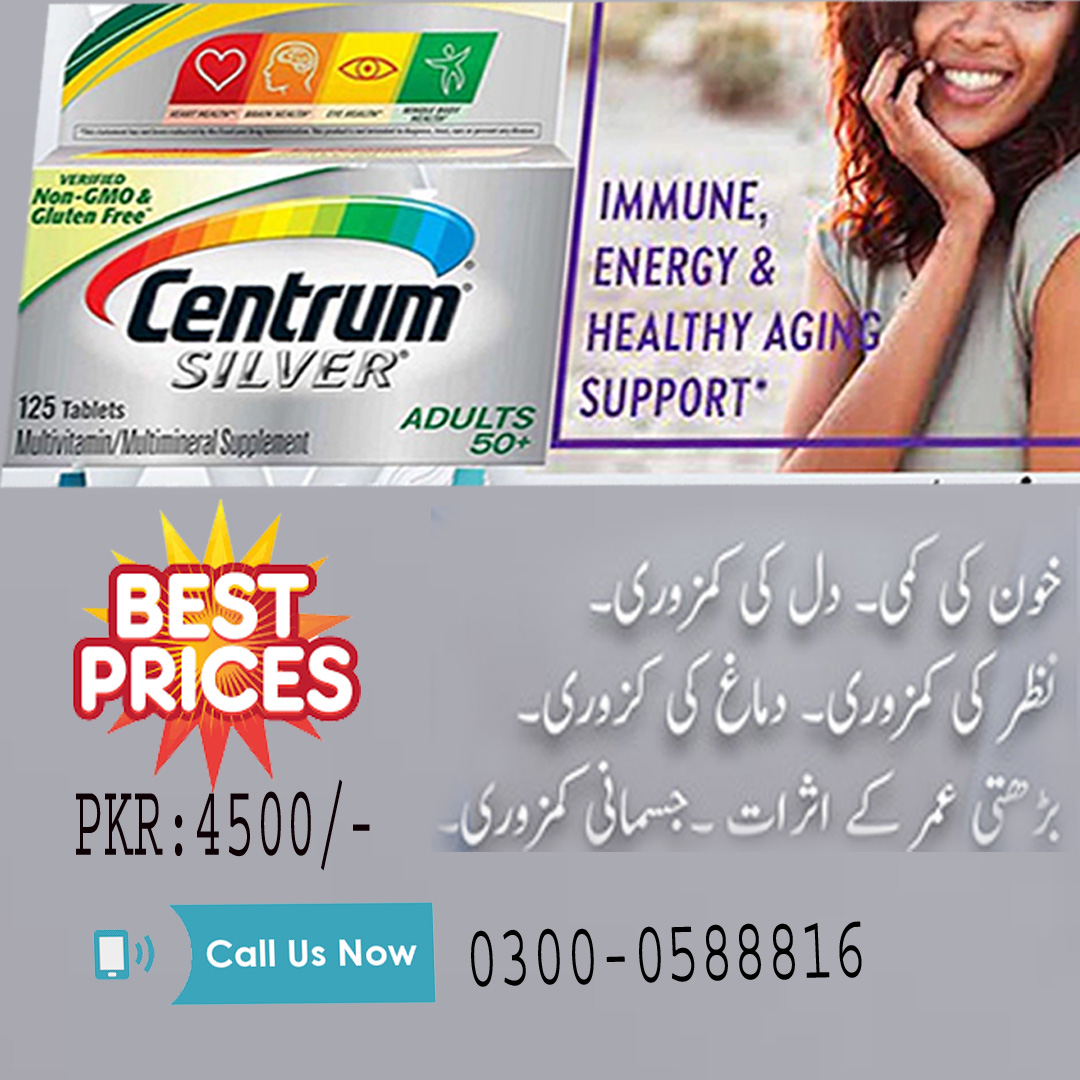 HEART HEALTH* BRAIN HEALTH* EYE HEALTH* WHOLE BODY HEALTH*
VERIFIED
Non-GMO &
Gluten Free
Centrum®
SILVER®
125 Tablets
Multivitamin/Multimineral Supplement
ADULTS
50+
IMMUNE,
ENERGY &
HEALTHY AGING
SUPPORT*
BEST
PRICES
خون کی کمی۔ دل کی کمزوری۔
نظر کی کمزوری۔ دماغ کی کزوری۔
بڑھتی عمر کے اثرات ۔جسمانی کمزوری۔
PKR:4500/-
Call Us Now
0300-0588816